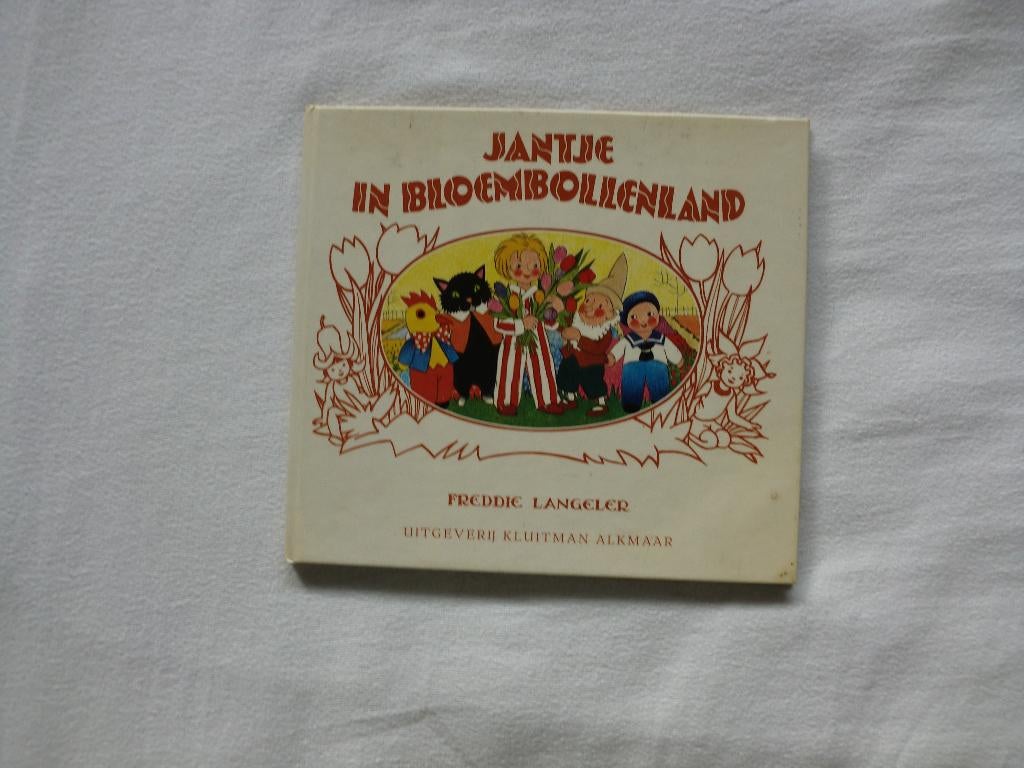 JANTJE
IN BLOEMBOLLENLAND
FREDDIE LANGELER
UITGEVERIJ KLUITMAN ALKMAAR